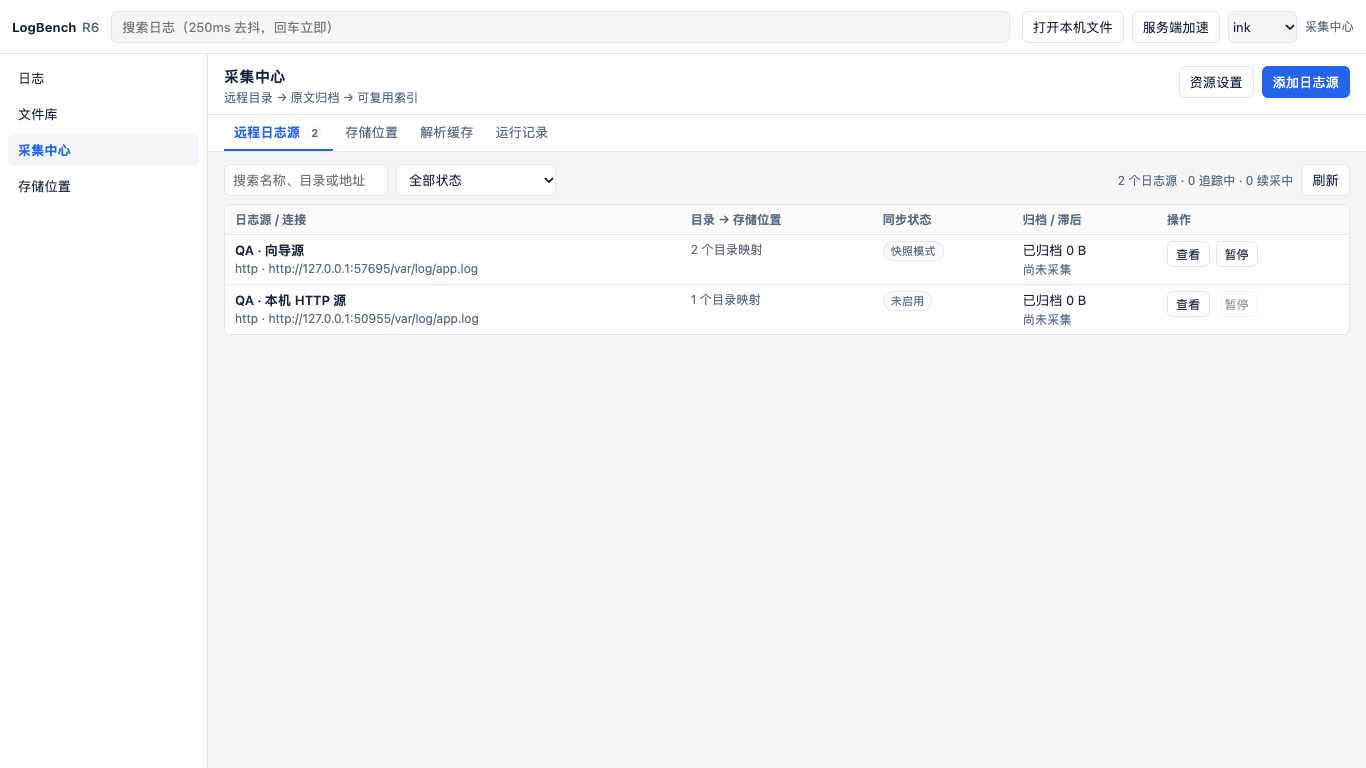 LogBench R6
搜索日志（250ms 去抖，回车立即）
打开本机文件
服务端加速
ink
采集中心
日志
文件库
采集中心
存储位置
采集中心
远程目录 → 原文归档 → 可复用索引
资源设置
添加日志源
远程日志源 2
存储位置
解析缓存
运行记录
搜索名称、目录或地址
全部状态
2 个日志源 · 0 追踪中 · 0 续采中
刷新
日志源 / 连接
目录 → 存储位置
同步状态
归档 / 滞后
操作
QA · 向导源
http · http://127.0.0.1:57695/var/log/app.log
2 个目录映射
快照模式
已归档 0 B
尚未采集
查看
暂停
QA · 本机 HTTP 源
http · http://127.0.0.1:50955/var/log/app.log
1 个目录映射
未启用
已归档 0 B
尚未采集
查看
暂停